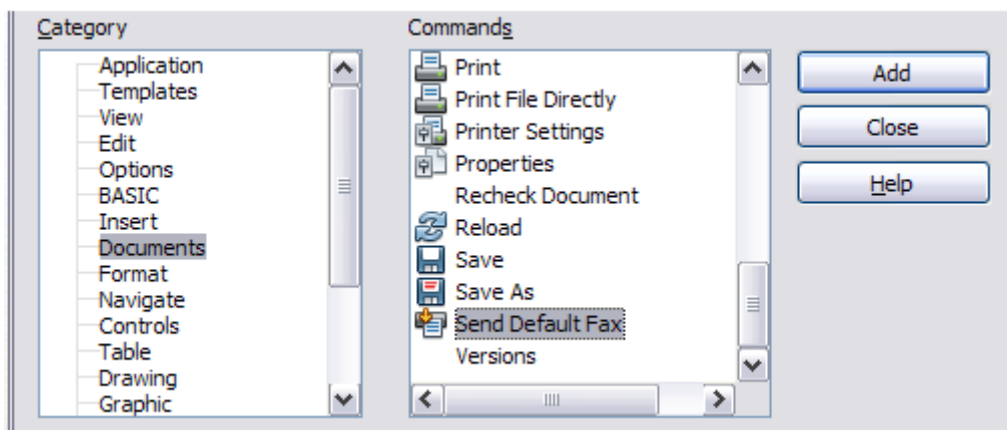 Category
Application
Templates
View
Edit
Options
BASIC
Insert
Documents
Format
Navigate
Controls
Table
Drawing
Graphic
Commands
Print
Print File Directly
Printer Settings
Properties
Recheck Document
Reload
Save
Save As
Send Default Fax
Versions
Add
Close
Help